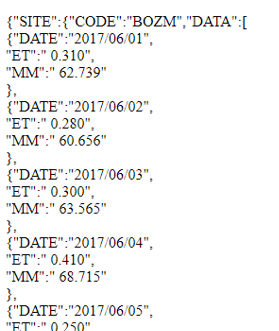 {"SITE":{"CODE":"BOZM","DATA":[
{"DATE":"2017/06/01",
"ET":" 0.310",
"MM":" 62.739"
},
{"DATE":"2017/06/02",
"ET":" 0.280",
"MM":" 60.656"
},
{"DATE":"2017/06/03",
"ET":" 0.300",
"MM":" 63.565"
},
{"DATE":"2017/06/04",
"ET":" 0.410",
"MM":" 68.715"
},
{"DATE":"2017/06/05",
"ET":" 0.250"